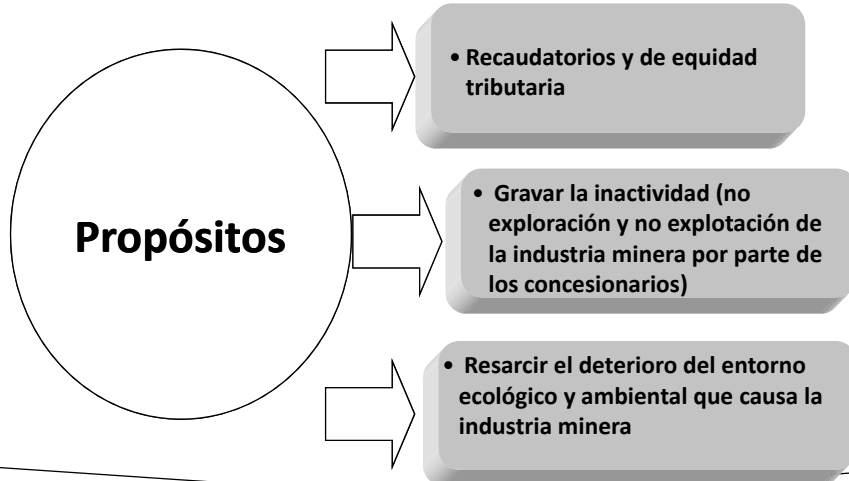 Propósitos
• Recaudatorios y de equidad
tributaria
• Gravar la inactividad (no
exploración y no explotación de
la industria minera por parte de
los concesionarios)
• Resarcir el deterioro del entorno
ecológico y ambiental que causa la
industria minera